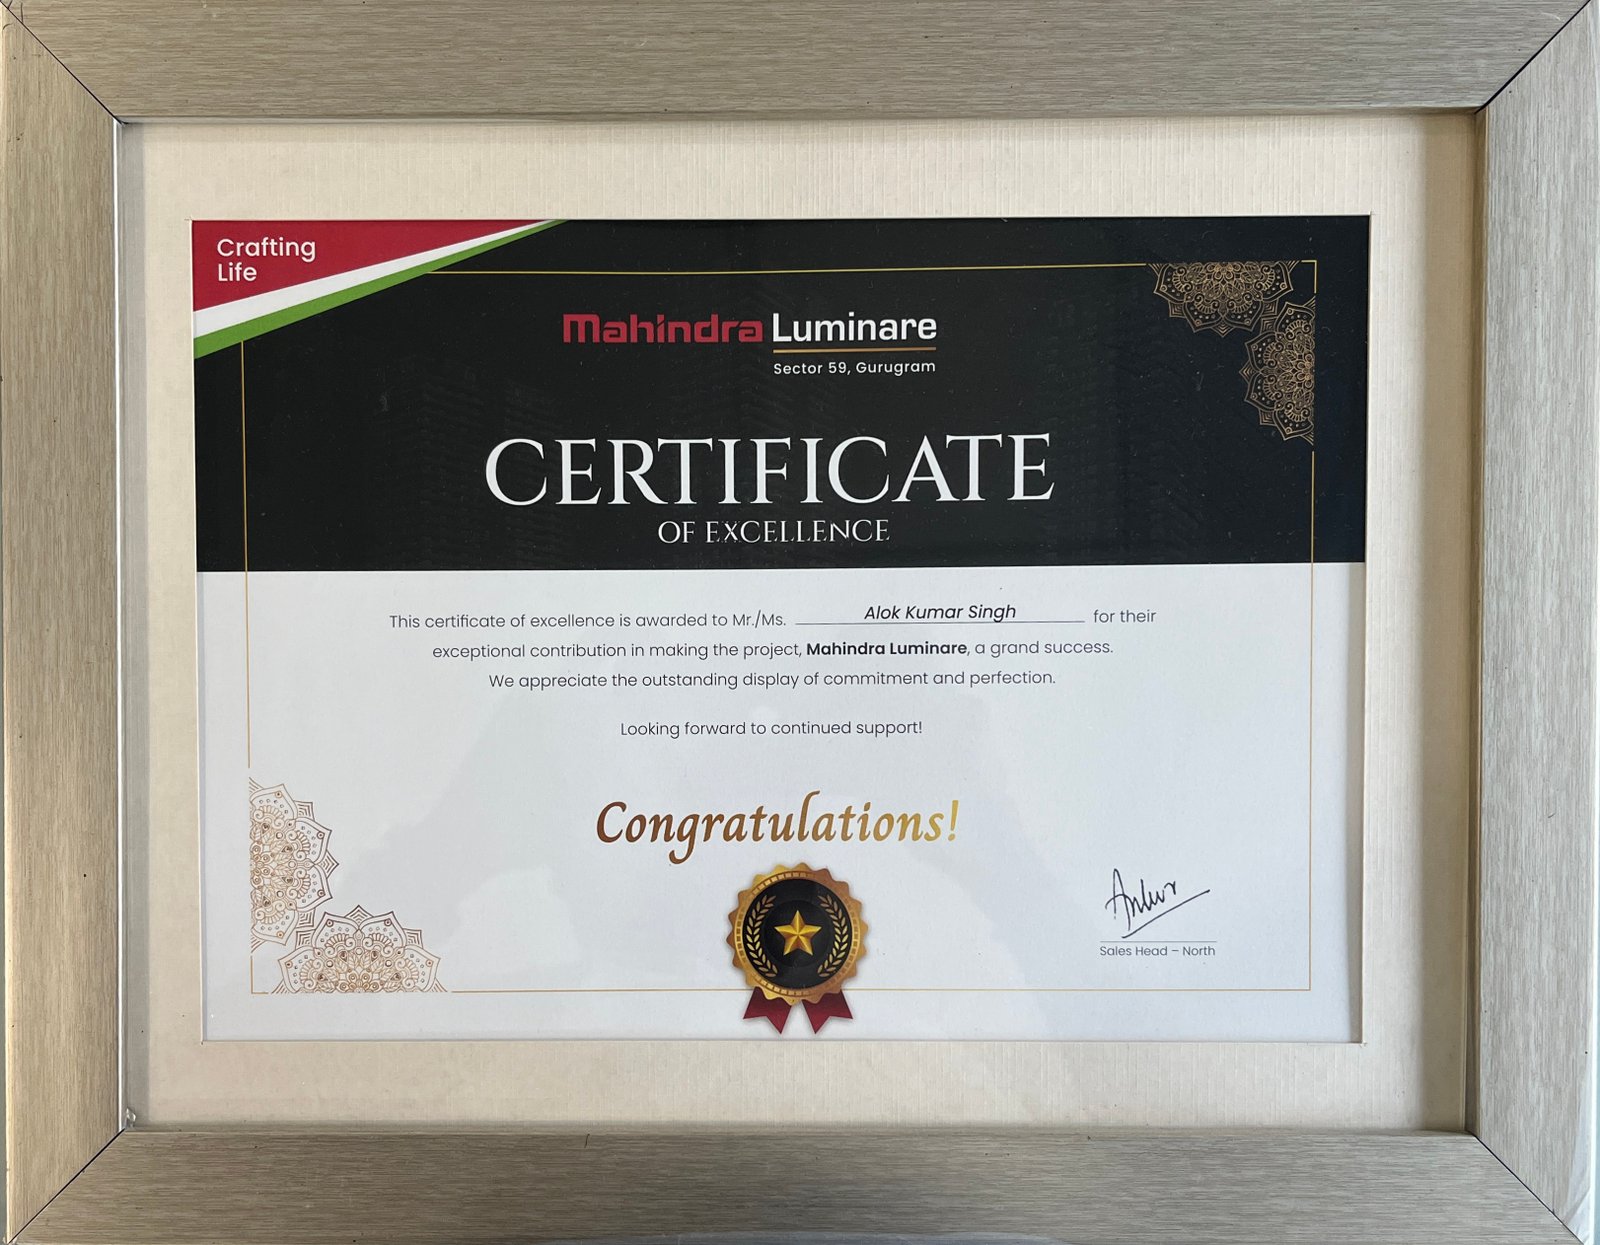 Crafting
Life
Mahindra Luminare
Sector 59, Gurugram
CERTIFICATE
OF EXCELLENCE
This certificate of excellence is awarded to Mr./Ms. Alok Kumar Singh for their
exceptional contribution in making the project, Mahindra Luminare, a grand success.
We appreciate the outstanding display of commitment and perfection.
Looking forward to continued support!
Congratulations!
Sales Head – North